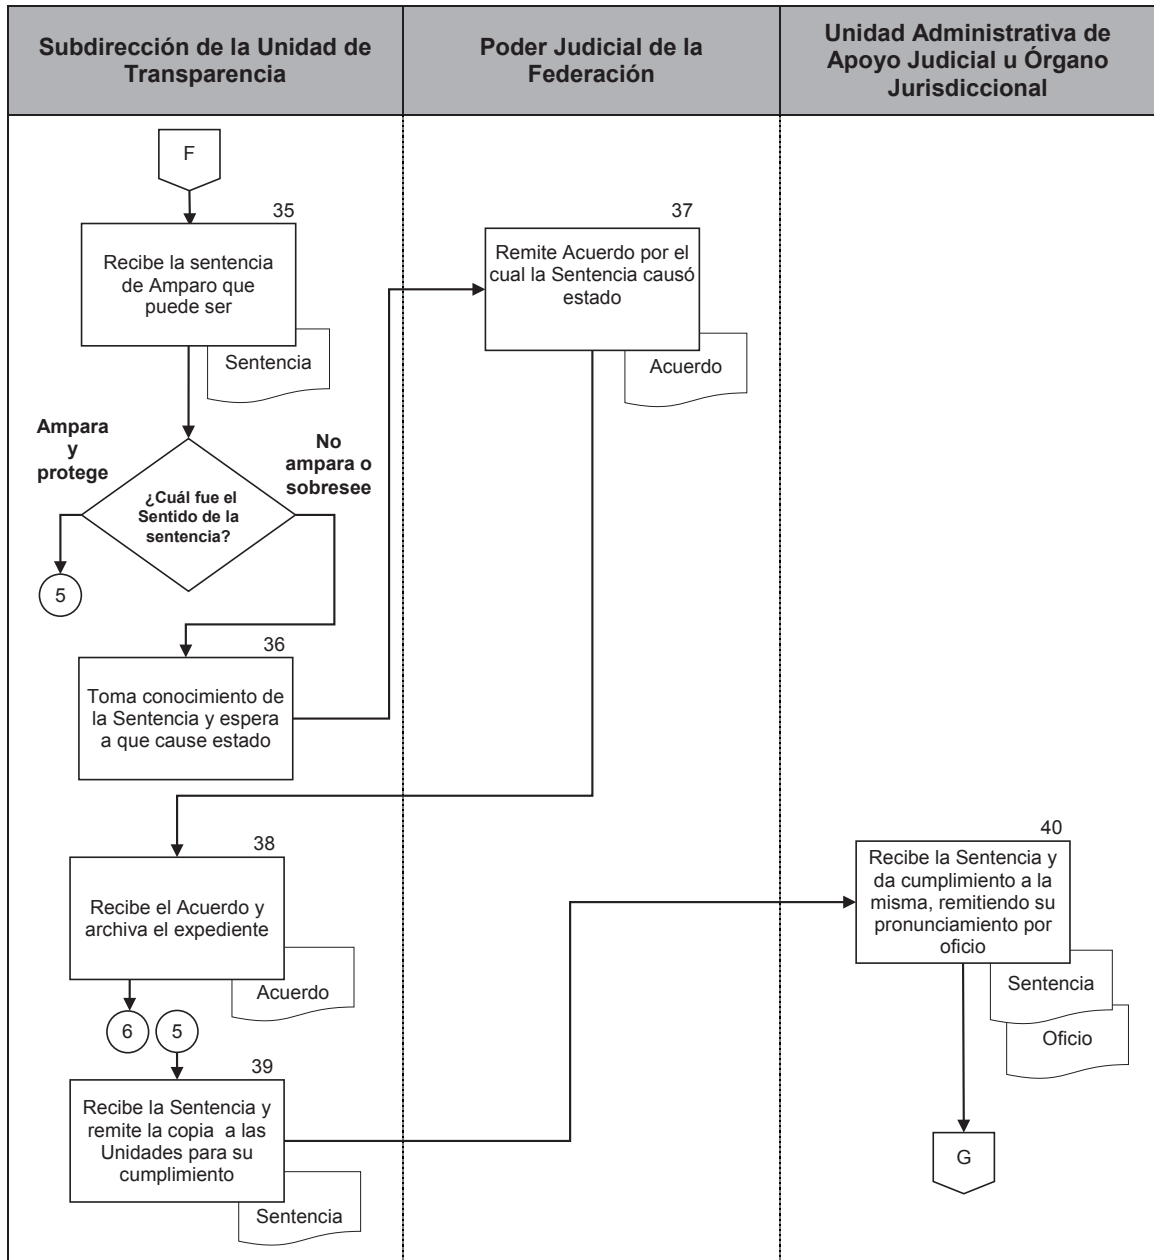 Subdirección de la Unidad de
Transparencia
Poder Judicial de la
Federación
Unidad Administrativa de
Apoyo Judicial u Órgano
Jurisdiccional
F
35
Recibe la sentencia
de Amparo que
puede ser
Sentencia
37
Remite Acuerdo por el
cual la Sentencia causó
estado
Acuerdo
Ampara
y
protege
No
ampara o
sobresee
¿Cuál fue el
Sentido de la
sentencia?
5
36
Toma conocimiento de
la Sentencia y espera
a que cause estado
38
Recibe el Acuerdo y
archiva el expediente
Acuerdo
6
5
39
Recibe la Sentencia y
remite la copia a las
Unidades para su
cumplimiento
Sentencia
40
Recibe la Sentencia y
da cumplimiento a la
misma, remitiendo su
pronunciamiento por
oficio
Sentencia
Oficio
G